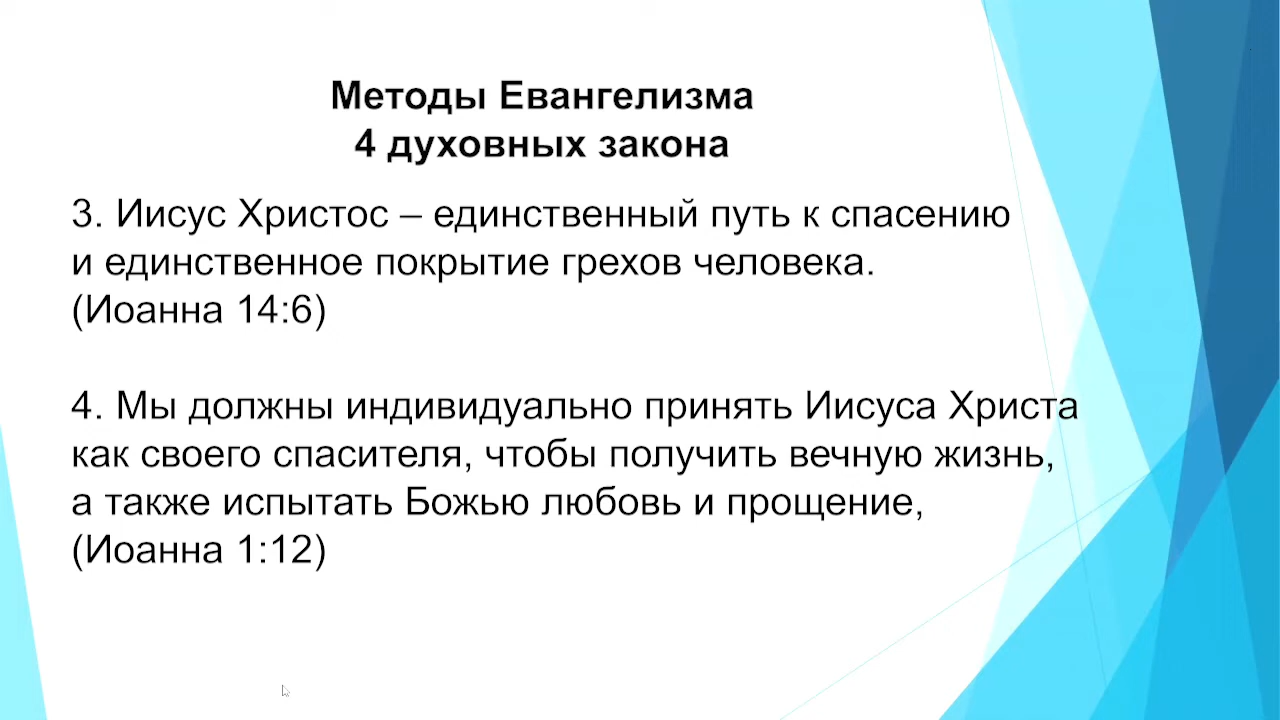 Методы Евангелизма
4 духовных закона
3. Иисус Христос – единственный путь к спасению
и единственное покрытие грехов человека.
(Иоанна 14:6)
4. Мы должны индивидуально принять Иисуса Христа
как своего спасителя, чтобы получить вечную жизнь,
а также испытать Божью любовь и прощение,
(Иоанна 1:12)